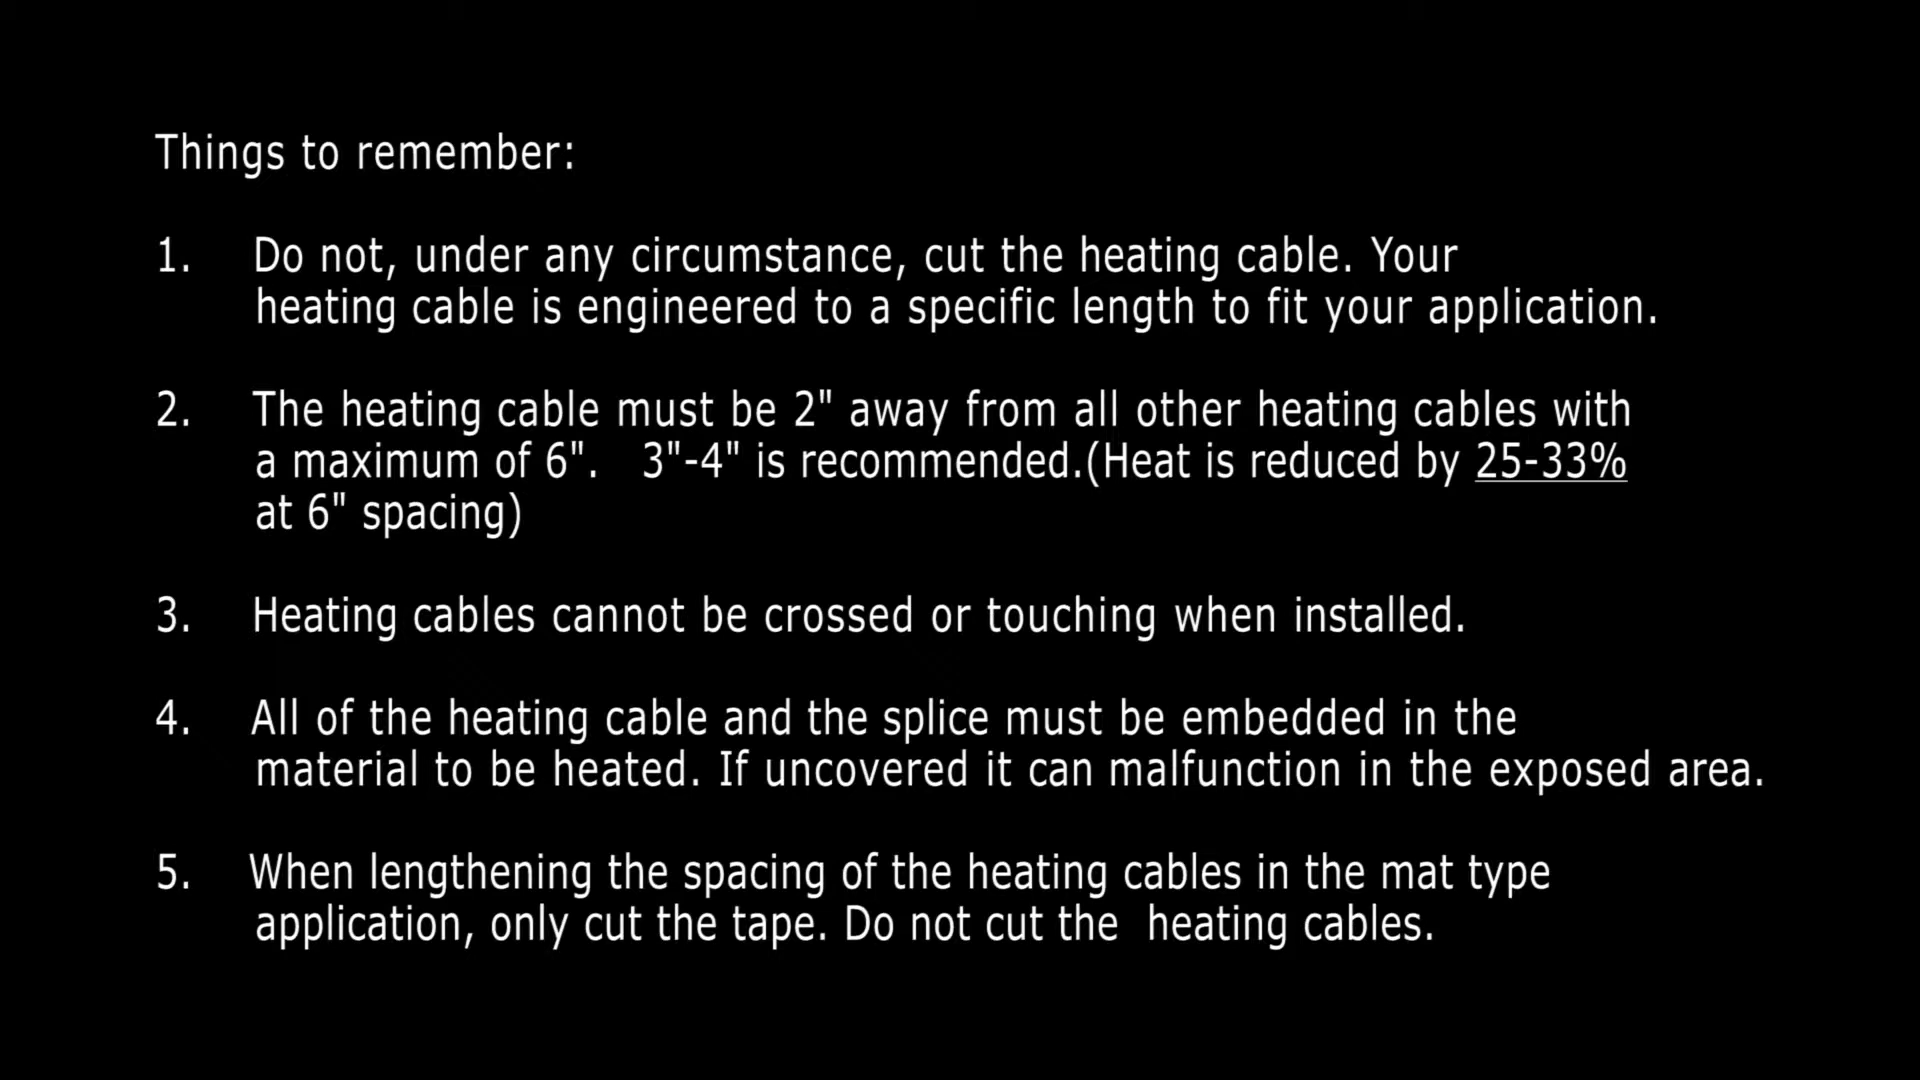 Things to remember:
1. Do not, under any circumstance, cut the heating cable. Your
heating cable is engineered to a specific length to fit your application.
2. The heating cable must be 2" away from all other heating cables with
a maximum of 6". 3"-4" is recommended.(Heat is reduced by 25-33%
at 6" spacing)
3. Heating cables cannot be crossed or touching when installed.
4. All of the heating cable and the splice must be embedded in the
material to be heated. If uncovered it can malfunction in the exposed area.
5. When lengthening the spacing of the heating cables in the mat type
application, only cut the tape. Do not cut the heating cables.